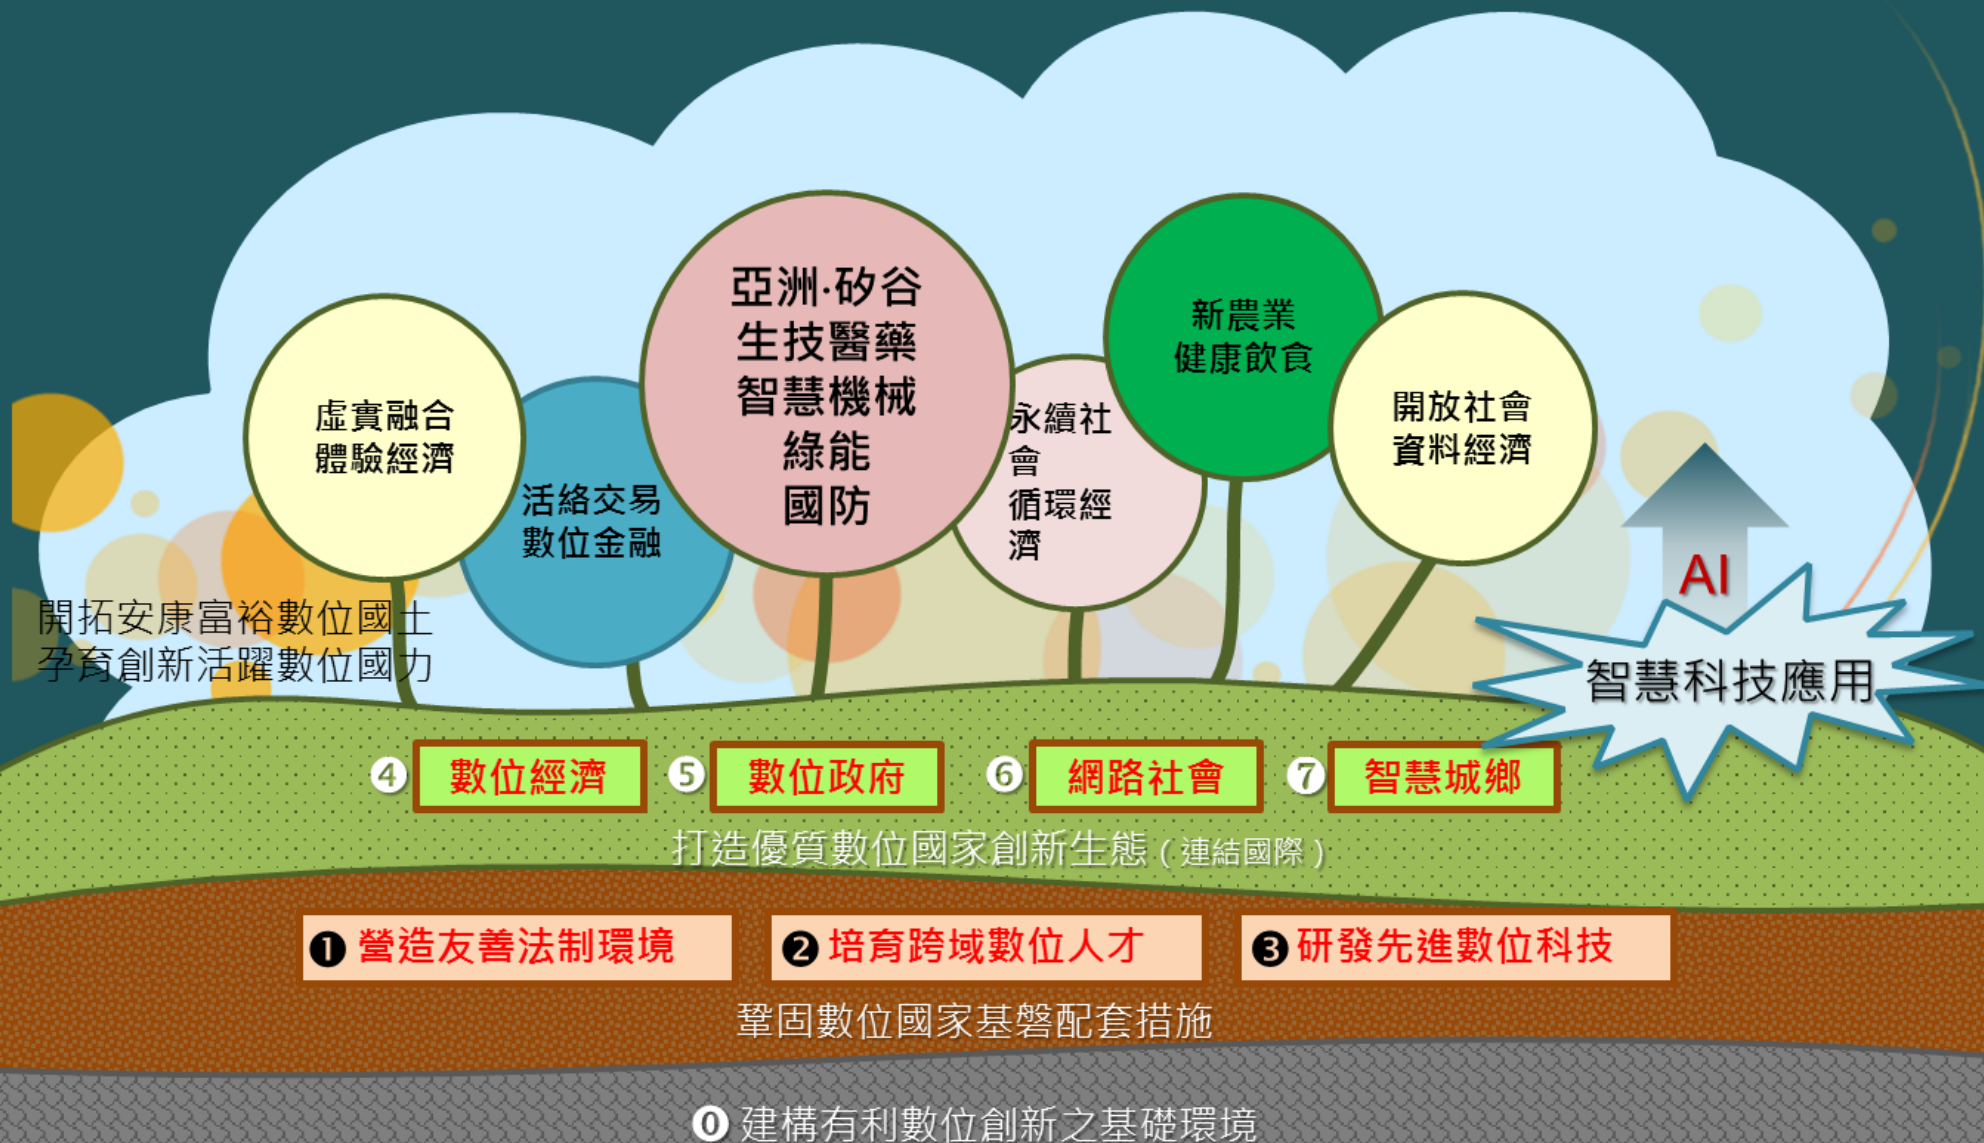 亞洲·矽谷
生技醫藥
智慧機械
綠能
國防
新農業
健康飲食
虛實融合
體驗經濟
開放社會
資料經濟
永續社
會
循環經
濟
活絡交易
數位金融
AI
開拓安康富裕數位國土
孕育創新活躍數位國力
智慧科技應用
❹ 數位經濟
❺ 數位政府
❻ 網路社會
❼ 智慧城鄉
打造優質數位國家創新生態（連結國際）
❶ 營造友善法制環境
❷ 培育跨域數位人才
❸ 研發先進數位科技
鞏固數位國家基磐配套措施
⓿ 建構有利數位創新之基礎環境